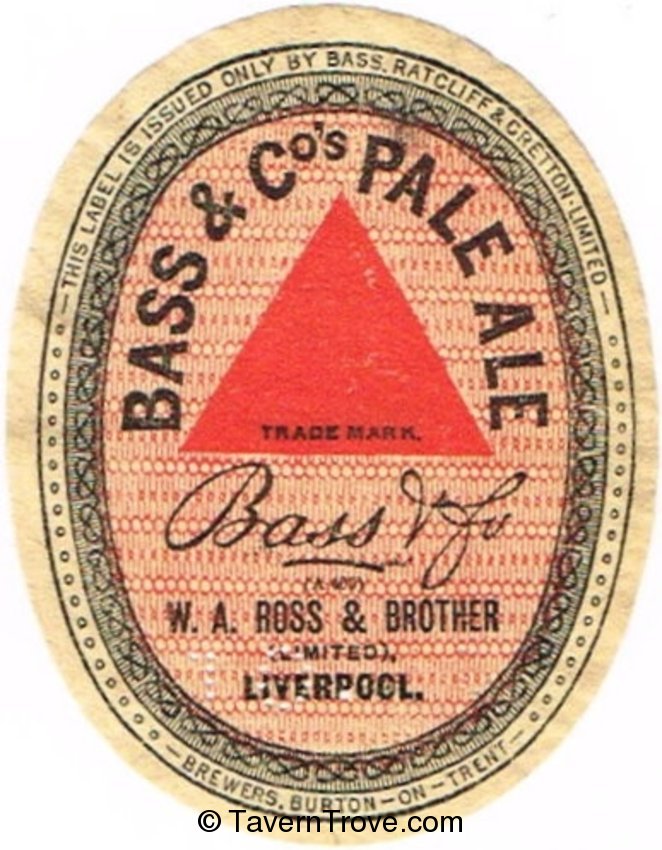 — THIS LABEL IS ISSUED ONLY BY BASS, RATCLIFF & GRETTON, LIMITED —
BASS & Co's PALE ALE
TRADE MARK.
Bass & Co
W. A. ROSS & BROTHER
(LIMITED),
LIVERPOOL.
— BREWERS, BURTON-ON-TRENT —
© TavernTrove.com